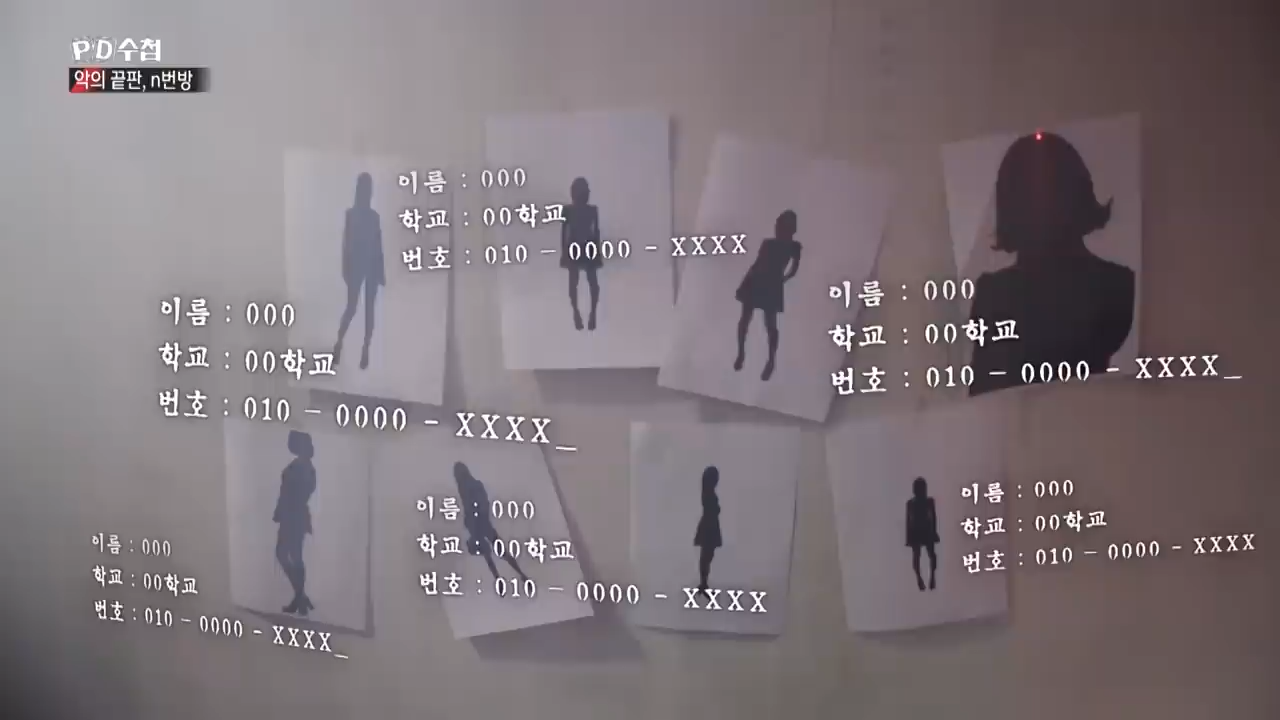 PD수첩
악의 끝판, n번방
이름 : 000
학교 : 00학교
번호 : 010 - 0000 - XXXX
이름 : 000
학교 : 00학교
번호 : 010 - 0000 - XXXX_
이름 : 000
학교 : 00학교
번호 : 010 - 0000 - XXXX_
이름 : 000
학교 : 00학교
번호 : 010 - 0000 - XXXX_
이름 : 000
학교 : 00학교
번호 : 010 - 0000 - XXXX
이름 : 000
학교 : 00학교
번호 : 010 - 0000 - XXXX